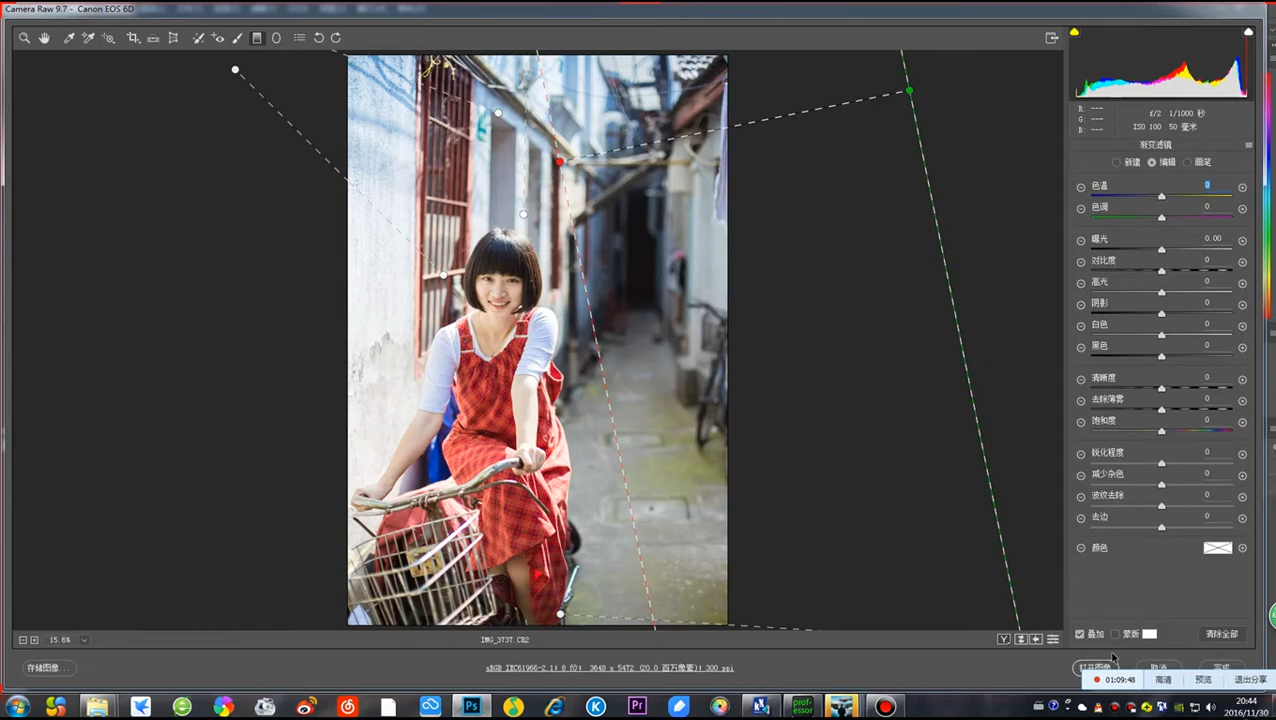 Camera Raw 9.7 - Canon EOS 6D
R: ---
G: ---
B: ---
f/2 1/1000 秒
ISO 100 50 毫米
渐变滤镜
新建 编辑 画笔
色温 0
色调 0
曝光 0.00
对比度 0
高光 0
阴影 0
白色 0
黑色 0
清晰度 0
去除薄雾 0
饱和度 0
锐化程度 0
减少杂色 0
波纹去除 0
去边 0
颜色
叠加 蒙版 清除全部
15.6%
IMG_3737.CR2
Y
存储图像...
sRGB IEC61966-2.1; 8 位; 3648 x 5472 (20.0 百万像素); 300 ppi
打开图像 取消 完成
01:09:48 高清 预览 退出分享
Ps
K
Pr
professor
20:44
2016/11/30